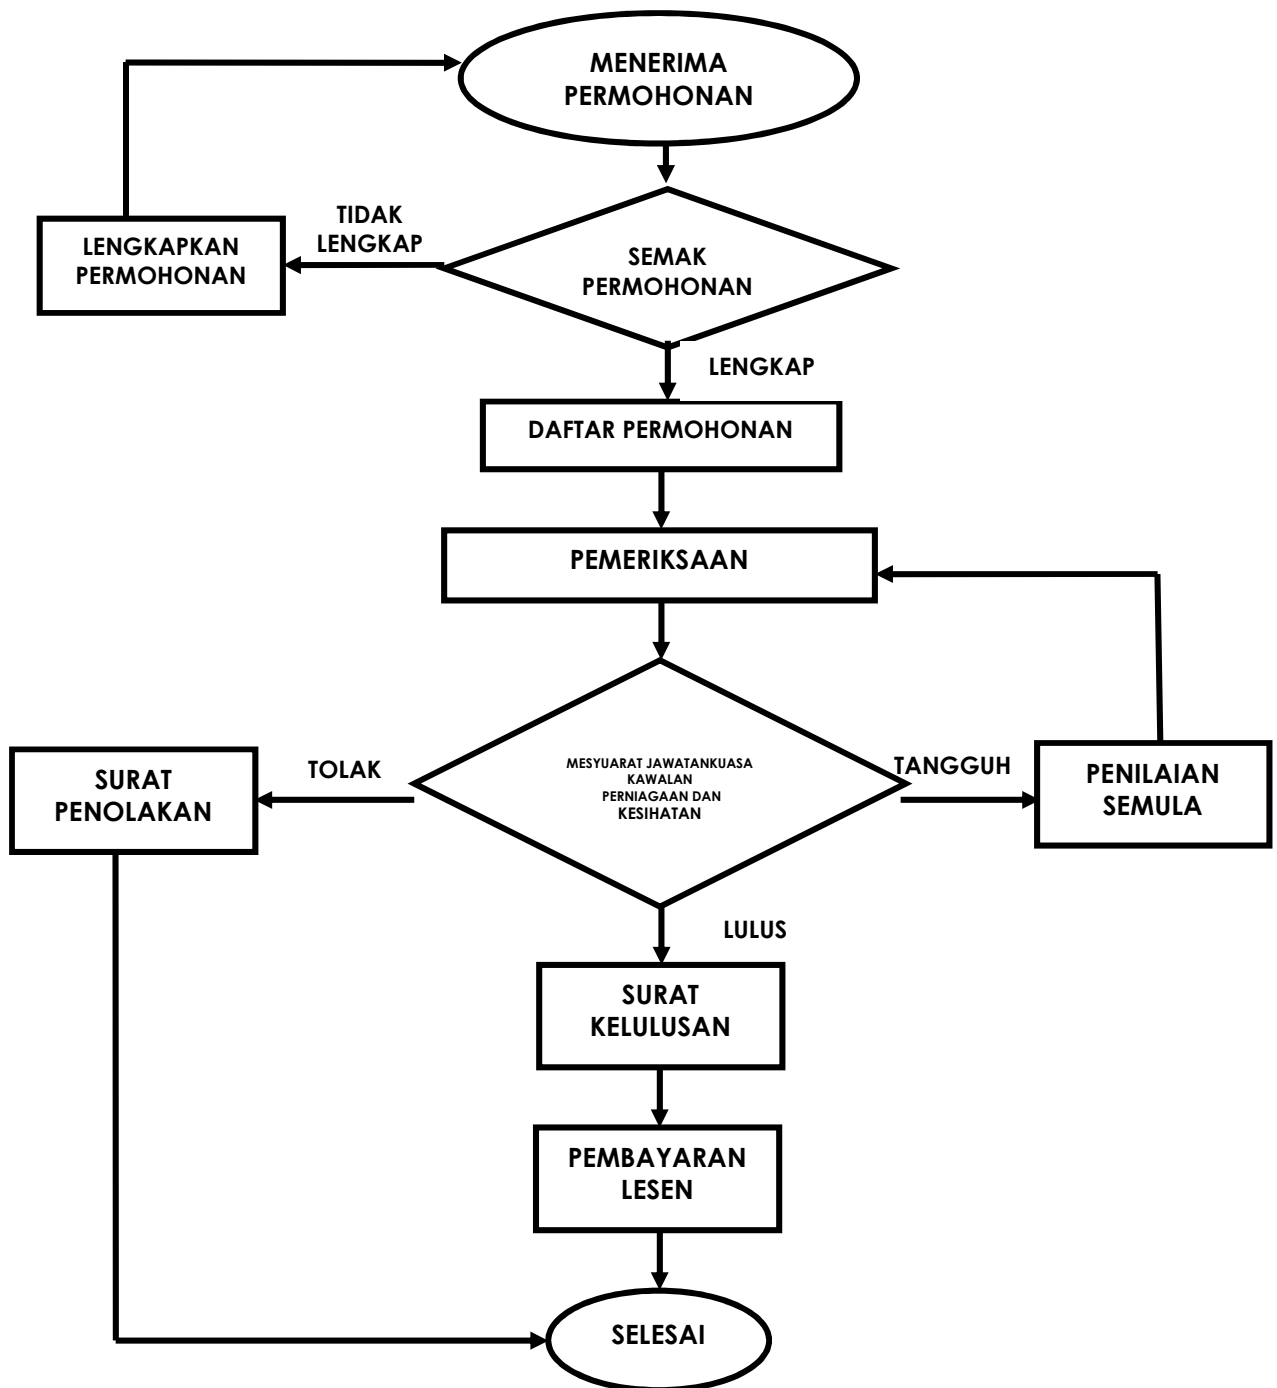 MENERIMA
PERMOHONAN
TIDAK
LENGKAP
LENGKAPKAN
PERMOHONAN
SEMAK
PERMOHONAN
LENGKAP
DAFTAR PERMOHONAN
PEMERIKSAAN
SURAT
PENOLAKAN
TOLAK
MESYUARAT JAWATANKUASA
KAWALAN
PERNIAGAAN DAN
KESIHATAN
TANGGUH
PENILAIAN
SEMULA
LULUS
SURAT
KELULUSAN
PEMBAYARAN
LESEN
SELESAI